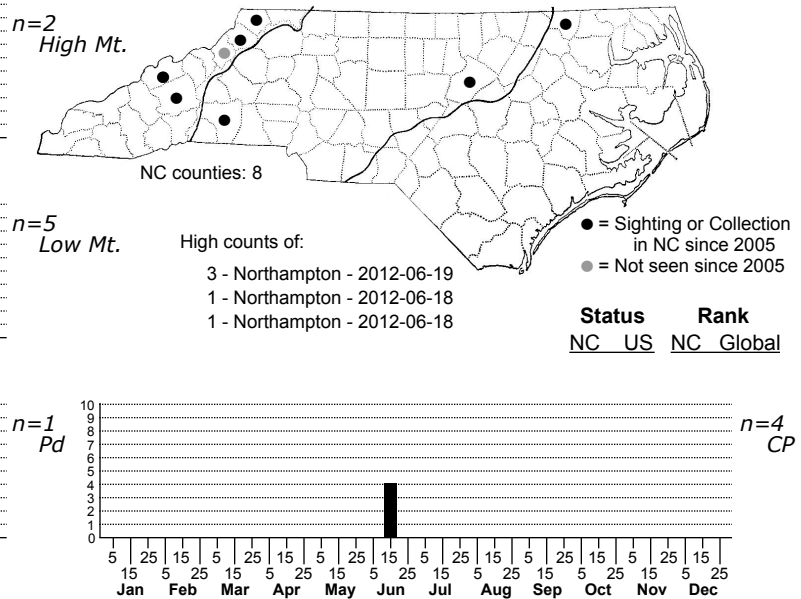 n=2
High Mt.
NC counties: 8
n=5
Low Mt.
High counts of:
3 - Northampton - 2012-06-19
1 - Northampton - 2012-06-18
1 - Northampton - 2012-06-18
● = Sighting or Collection
in NC since 2005
● = Not seen since 2005
Status Rank
NC US NC Global
n=1
Pd
10
9
8
7
6
5
4
3
2
1
0
n=4
CP
5 25 15 5 25 15 5 25 15 5 25 15 5 25 15 5 25 15
15 5 25 15 5 25 15 5 25 15 5 25 15 5 25 15 5 25
Jan Feb Mar Apr May Jun Jul Aug Sep Oct Nov Dec